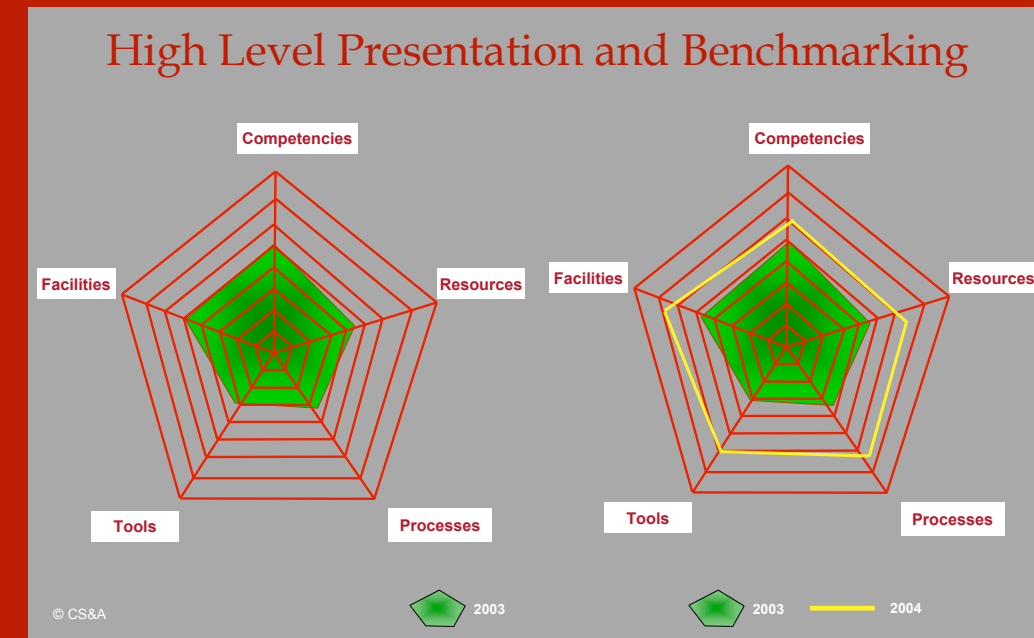 High Level Presentation and Benchmarking
Competencies
Facilities
Resources
Tools
Processes
2003
Competencies
Facilities
Resources
Tools
Processes
2003
2004
© CS&A